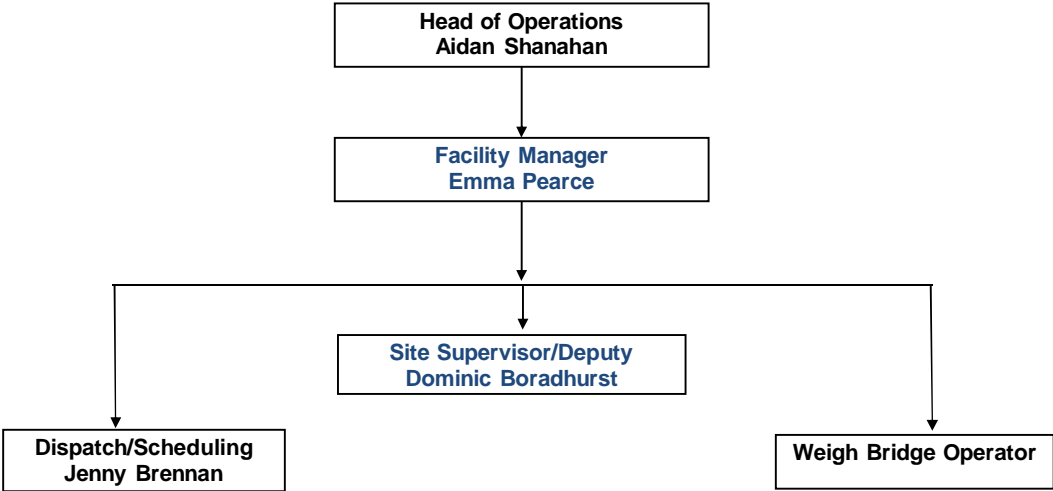 Head of Operations
Aidan Shanahan
Facility Manager
Emma Pearce
Site Supervisor/Deputy
Dominic Boradhurst
Dispatch/Scheduling
Jenny Brennan
Weigh Bridge Operator